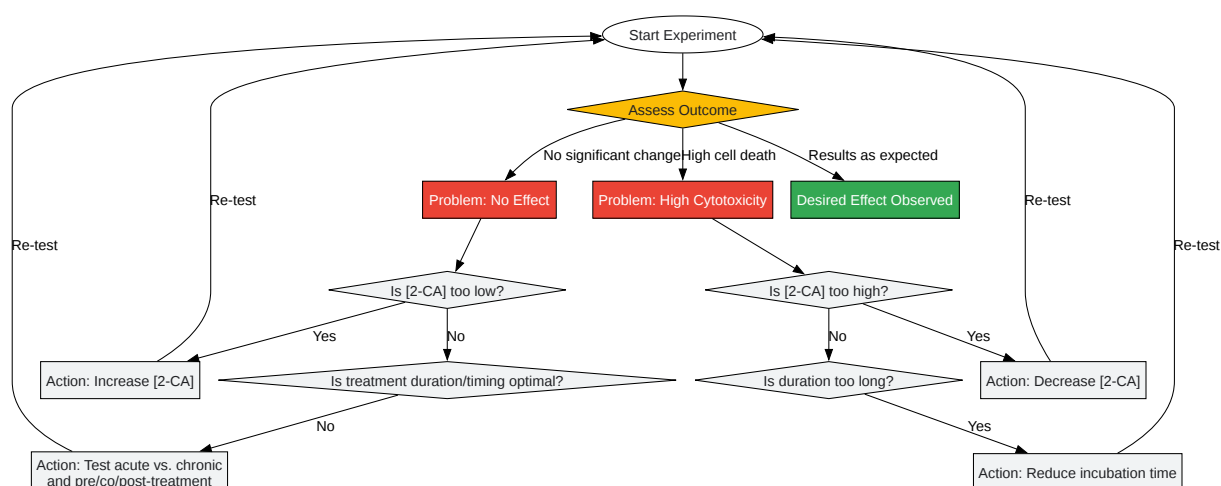 Start Experiment
Assess Outcome
No significant change
High cell death
Results as expected
Problem: No Effect
Problem: High Cytotoxicity
Desired Effect Observed
Re-test
Re-test
Re-test
Re-test
Is [2-CA] too low?
Is [2-CA] too high?
Yes
No
No
Yes
Action: Increase [2-CA]
Is treatment duration/timing optimal?
Is duration too long?
Action: Decrease [2-CA]
No
Yes
Action: Test acute vs. chronic
and pre/co/post-treatment
Action: Reduce incubation time